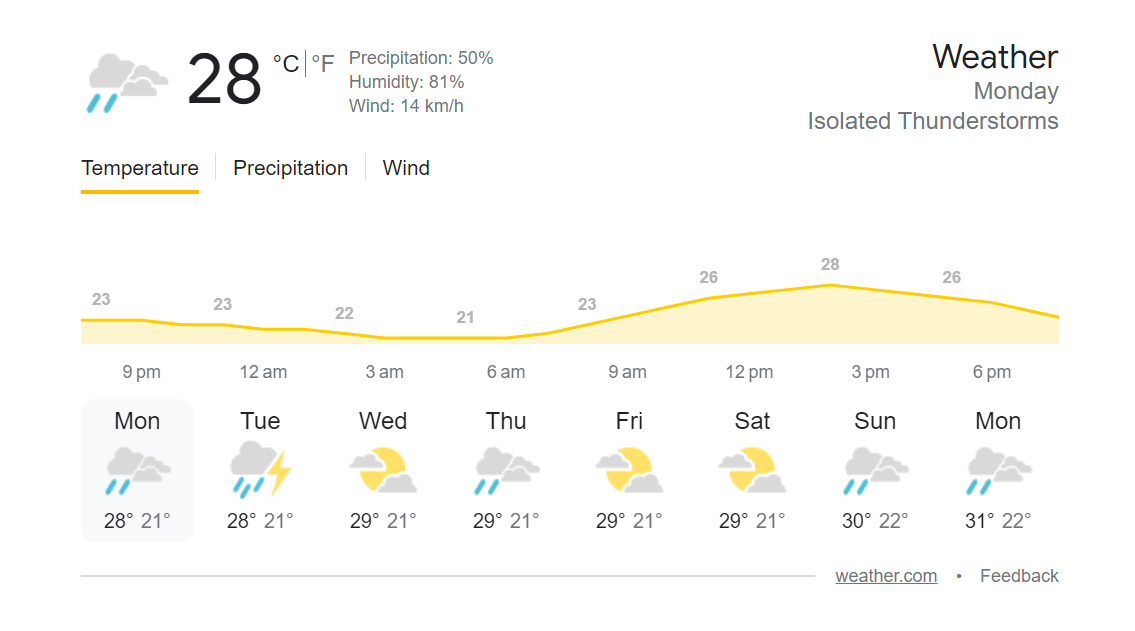 28 °C | °F
Precipitation: 50%
Humidity: 81%
Wind: 14 km/h
Weather
Monday
Isolated Thunderstorms
Temperature Precipitation Wind
23 23 22 21 23 26 28 26
9 pm 12 am 3 am 6 am 9 am 12 pm 3 pm 6 pm
Mon Tue Wed Thu Fri Sat Sun Mon
28° 21° 28° 21° 29° 21° 29° 21° 29° 21° 29° 21° 30° 22° 31° 22°
weather.com • Feedback